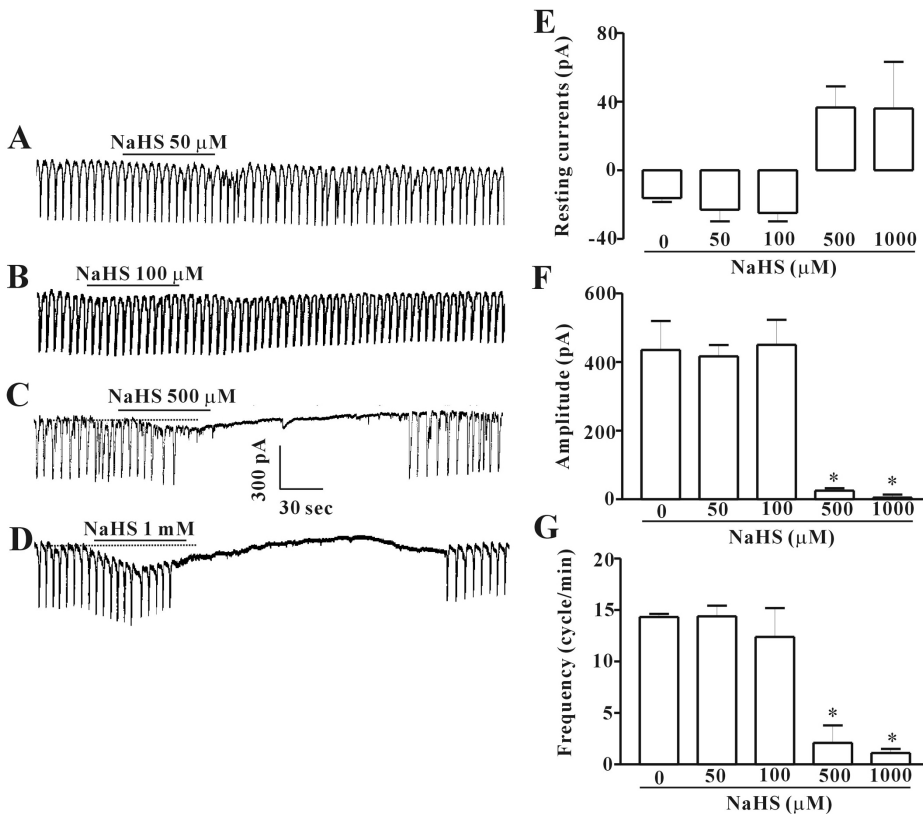 A
NaHS 50 μM
B
NaHS 100 μM
C
NaHS 500 μM
300 pA
30 sec
D
NaHS 1 mM
E
Resting currents (pA)
80
40
0
-40
0 50 100 500 1000
NaHS (μM)
F
Amplitude (pA)
600
400
200
0
* *
0 50 100 500 1000
NaHS (μM)
G
Frequency (cycle/min)
20
15
10
5
0
* *
0 50 100 500 1000
NaHS (μM)